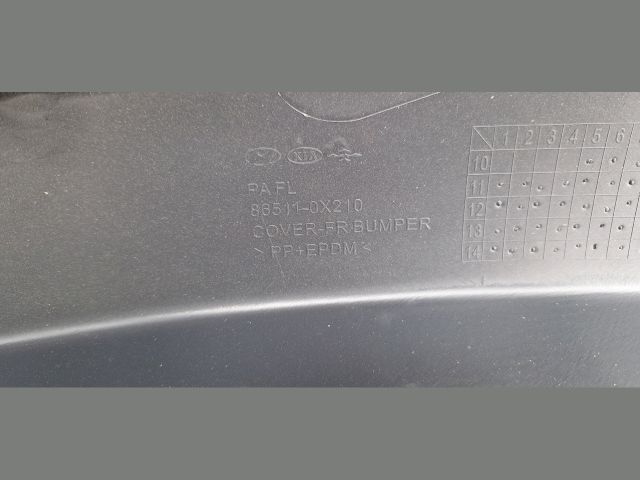 KIA
PA FL
86511-0X210
COVER-FR BUMPER
>PP+EPDM<
1 2 3 4 5 6
10
11
12
13
14